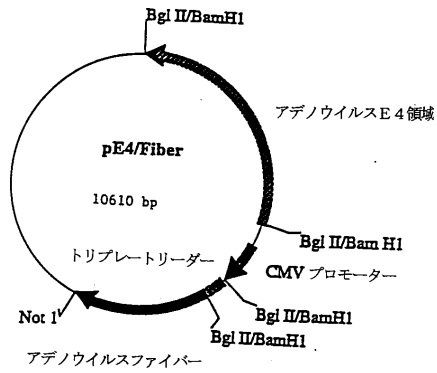 Bgl II/BamH1
アデノウイルスE4領域
pE4/Fiber
10610 bp
Bgl II/Bam H1
トリプレートリーダー
CMV プロモーター
Bgl II/BamH1
Not 1
Bgl II/BamH1
アデノウイルスファイバー